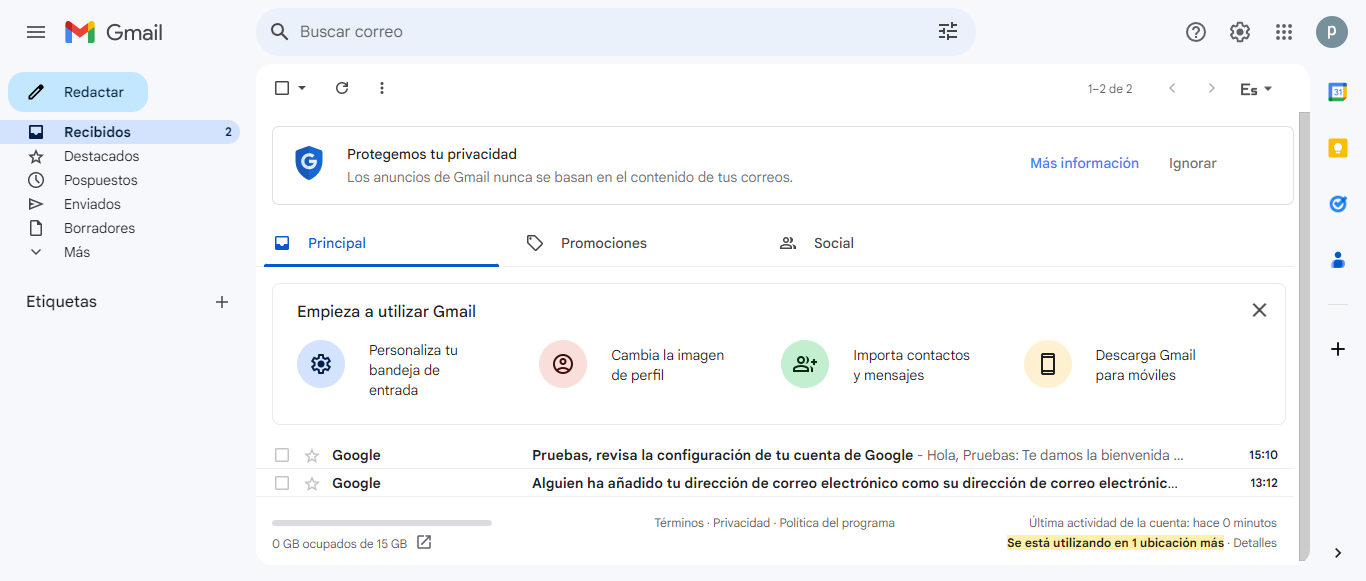 Gmail
Buscar correo
p
Redactar
1–2 de 2
Es
31
Recibidos 2
Destacados
Pospuestos
Enviados
Borradores
Más
Etiquetas
G
Protegemos tu privacidad
Los anuncios de Gmail nunca se basan en el contenido de tus correos.
Más información
Ignorar
Principal
Promociones
Social
Empieza a utilizar Gmail
Personaliza tu
bandeja de
entrada
Cambia la imagen
de perfil
Importa contactos
y mensajes
Descarga Gmail
para móviles
Google Pruebas, revisa la configuración de tu cuenta de Google - Hola, Pruebas: Te damos la bienvenida ... 15:10
Google Alguien ha añadido tu dirección de correo electrónico como su dirección de correo electrónic... 13:12
0 GB ocupados de 15 GB
Términos · Privacidad · Política del programa
Última actividad de la cuenta: hace 0 minutos
Se está utilizando en 1 ubicación más · Detalles